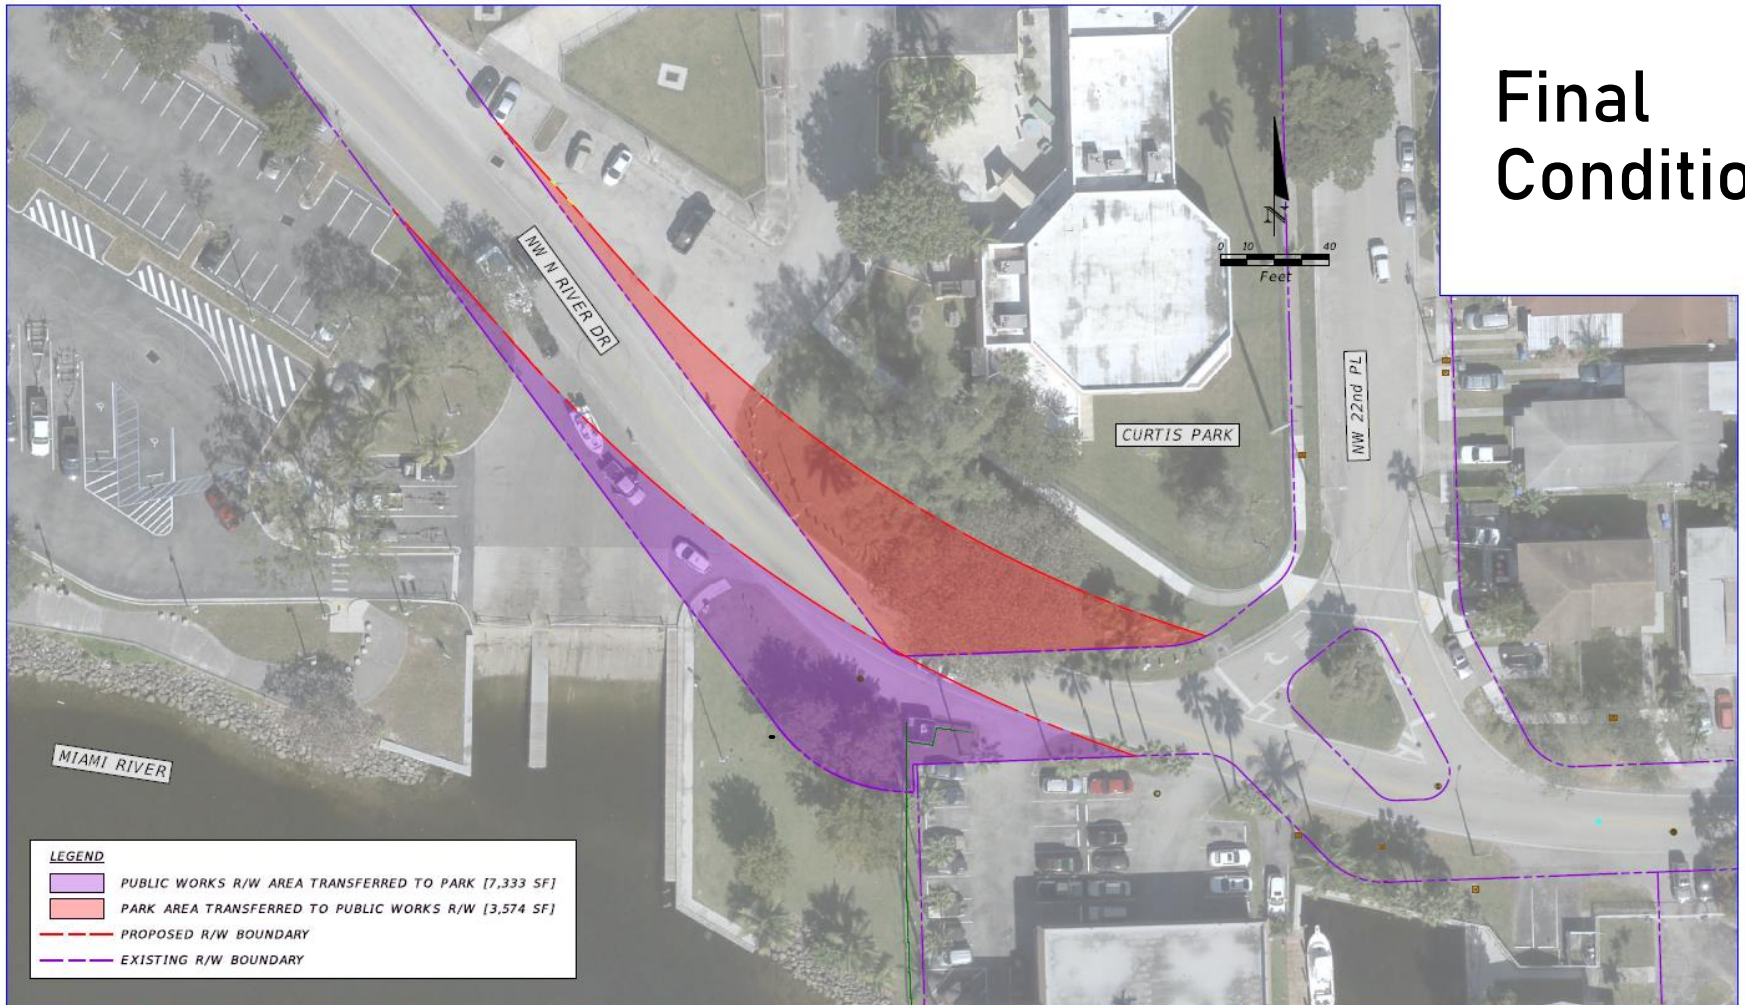 Final
Conditio
NW N RIVER DR
0 10 40
Feet
NW 22nd PL
CURTIS PARK
MIAMI RIVER
LEGEND
PUBLIC WORKS R/W AREA TRANSFERRED TO PARK [7,333 SF]
PARK AREA TRANSFERRED TO PUBLIC WORKS R/W [3,574 SF]
PROPOSED R/W BOUNDARY
EXISTING R/W BOUNDARY